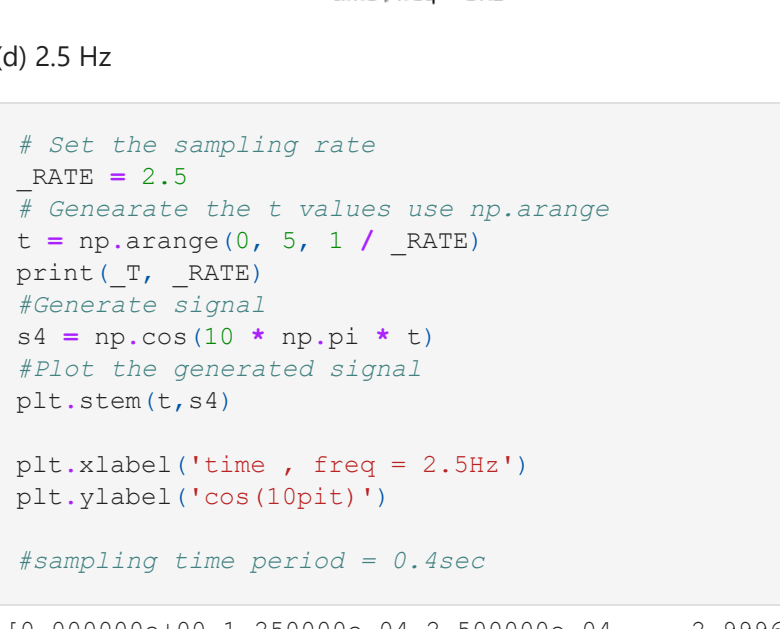 (d) 2.5 Hz
# Set the sampling rate
_RATE = 2.5
# Genearate the t values use np.arange
t = np.arange(0, 5, 1 / _RATE)
print(_T, _RATE)
#Generate signal
s4 = np.cos(10 * np.pi * t)
#Plot the generated signal
plt.stem(t,s4)
plt.xlabel('time , freq = 2.5Hz')
plt.ylabel('cos(10pit)')
#sampling time period = 0.4sec